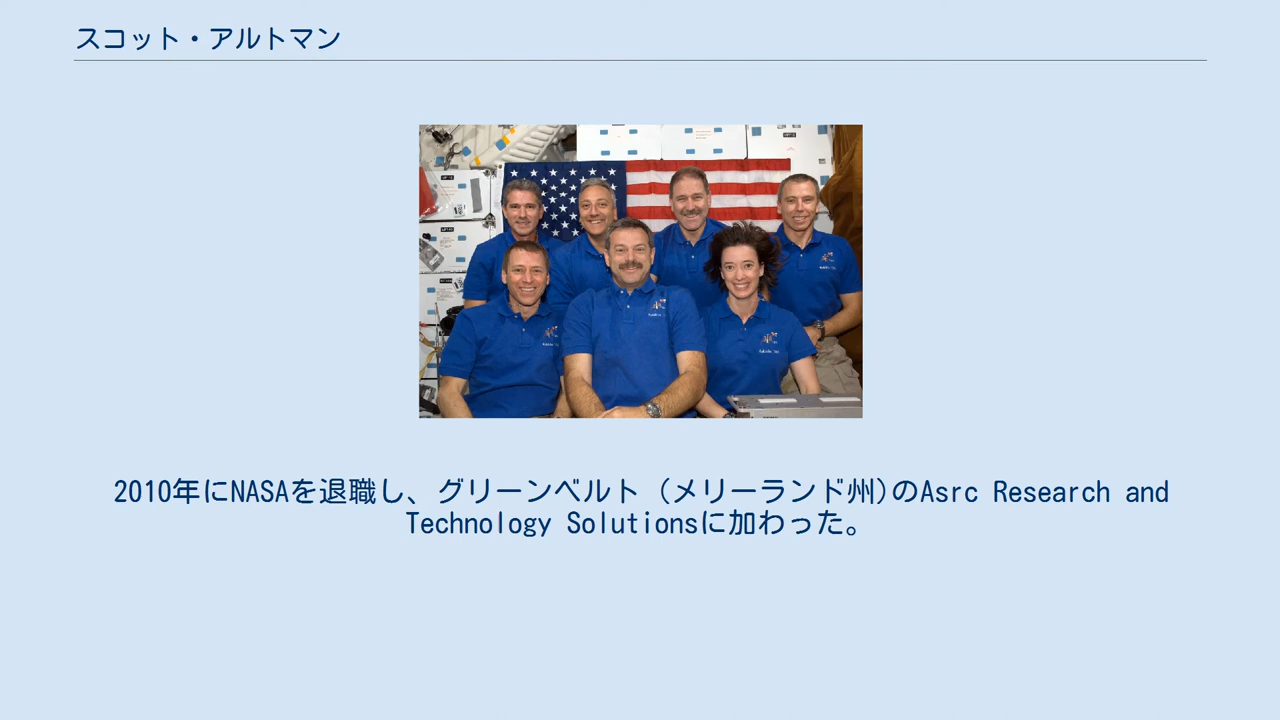 スコット・アルトマン
2010年にNASAを退職し、グリーンベルト (メリーランド州)のAsrc Research and
Technology Solutionsに加わった。